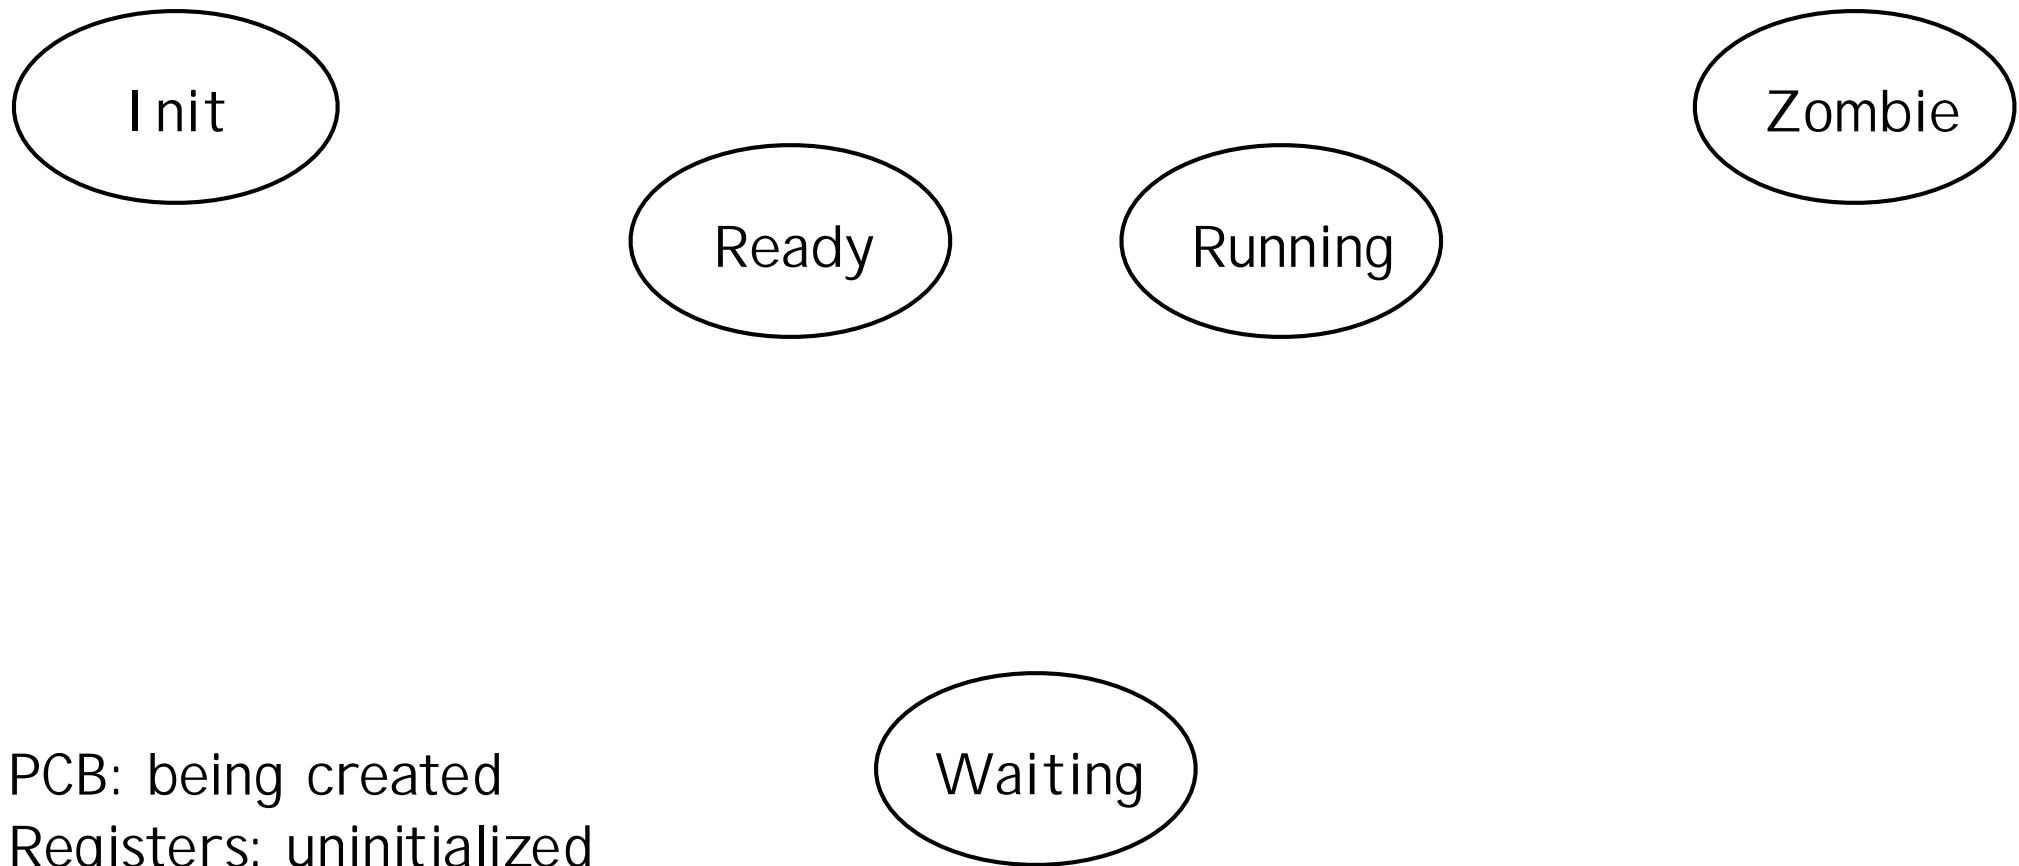 Init
Zombie
Ready
Running
Waiting
PCB: being created
Registers: uninitialized